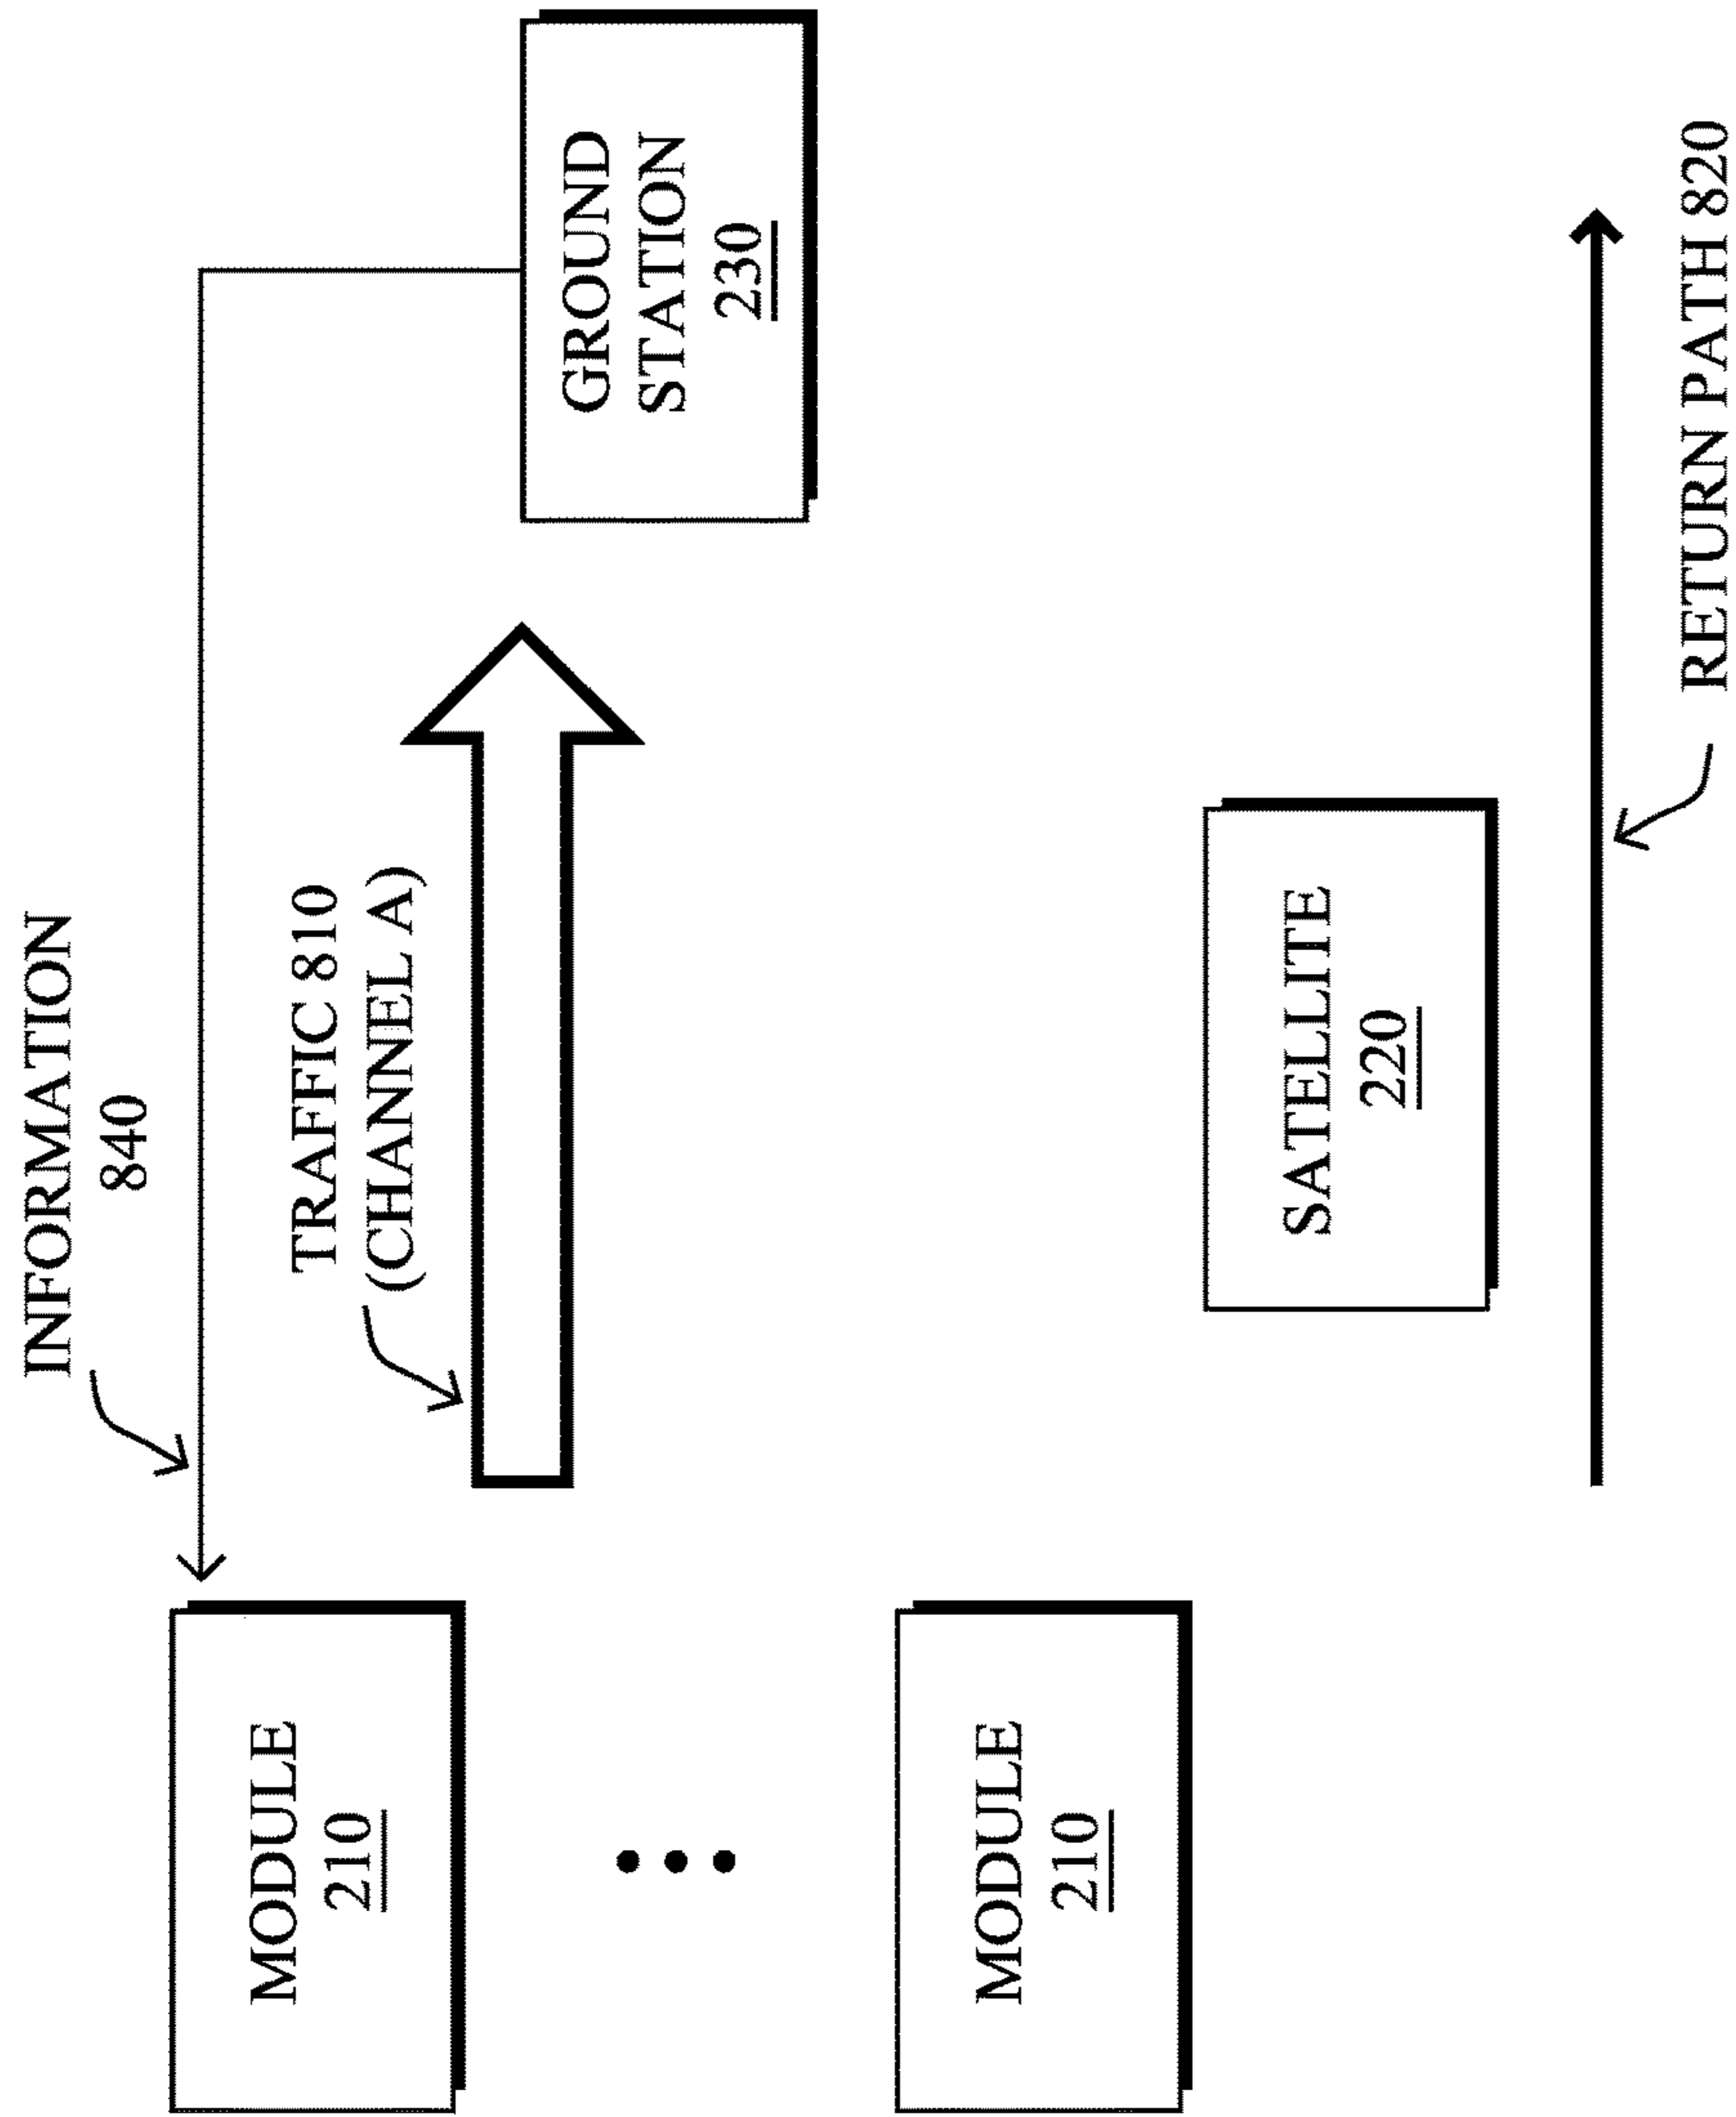 INFORMATION
840
TRAFFIC 810
(CHANNEL A)
MODULE
210
GROUND
STATION
230
MODULE
210
SATELLITE
220
RETURN PATH 820